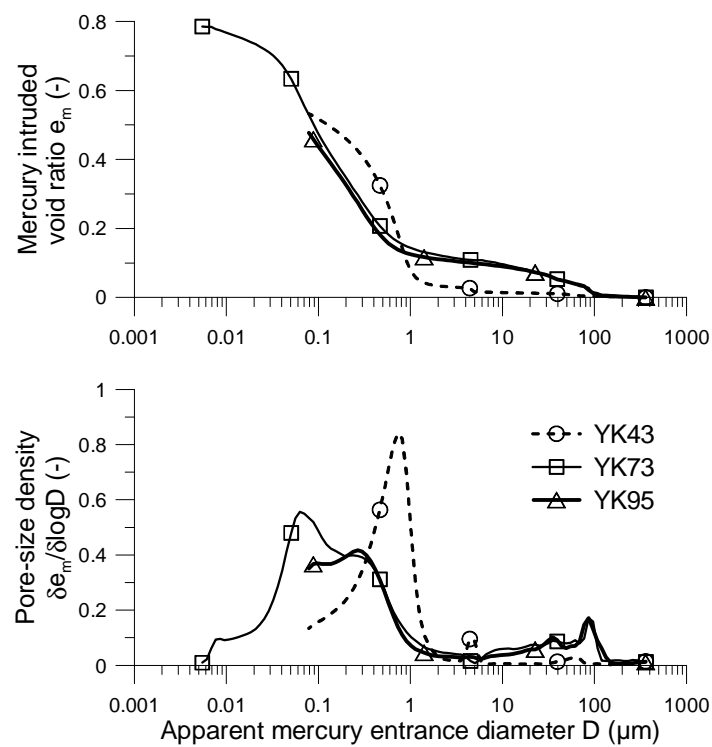 0.8
0.6
0.4
0.2
0
Mercury intruded
void ratio eₘ (-)
0.001 0.01 0.1 1 10 100 1000
1
0.8
0.6
0.4
0.2
0
Pore-size density
δeₘ/δlogD (-)
YK43
YK73
YK95
0.001 0.01 0.1 1 10 100 1000
Apparent mercury entrance diameter D (μm)